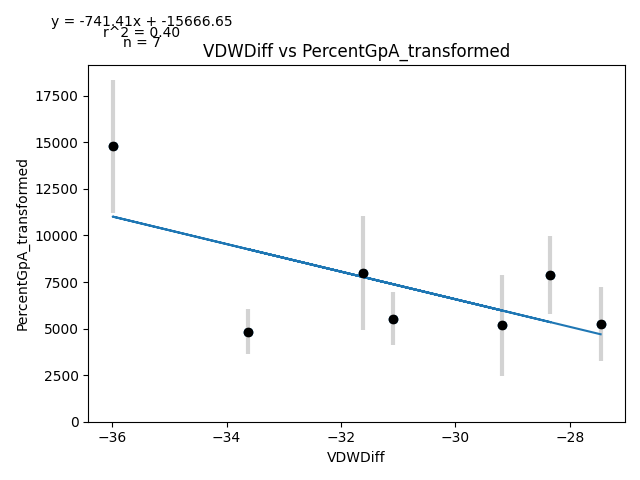 y = -741.41x + -15666.65
r^2 = 0.40
n = 7
VDWDiff vs PercentGpA_transformed
PercentGpA_transformed
17500
15000
12500
10000
7500
5000
2500
0
−36
−34
−32
−30
−28
VDWDiff